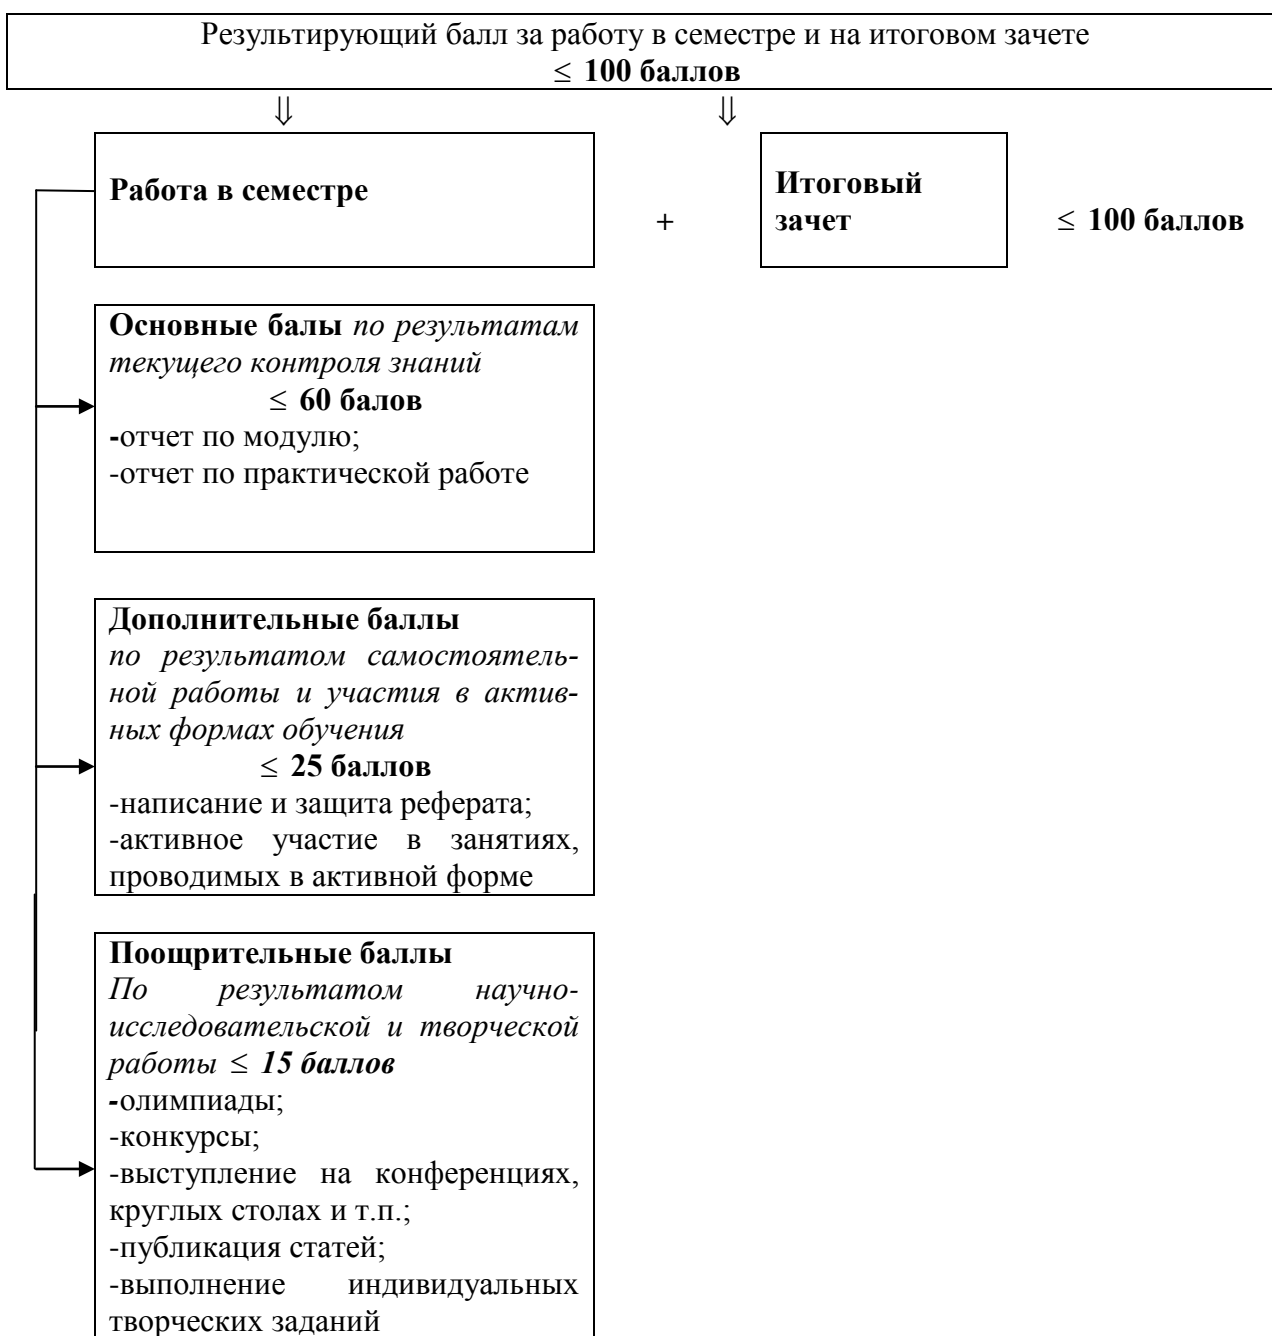 Результирующий балл за работу в семестре и на итоговом зачете
≤ 100 баллов
⇓ ⇓
Работа в семестре
+
Итоговый
зачет
≤ 100 баллов
Основные балы по результатам
текущего контроля знаний
≤ 60 балов
-отчет по модулю;
-отчет по практической работе
Дополнительные баллы
по результатом самостоятель-
ной работы и участия в актив-
ных формах обучения
≤ 25 баллов
-написание и защита реферата;
-активное участие в занятиях,
проводимых в активной форме
Поощрительные баллы
По результатом научно-
исследовательской и творческой
работы ≤ 15 баллов
-олимпиады;
-конкурсы;
-выступление на конференциях,
круглых столах и т.п.;
-публикация статей;
-выполнение индивидуальных
творческих заданий